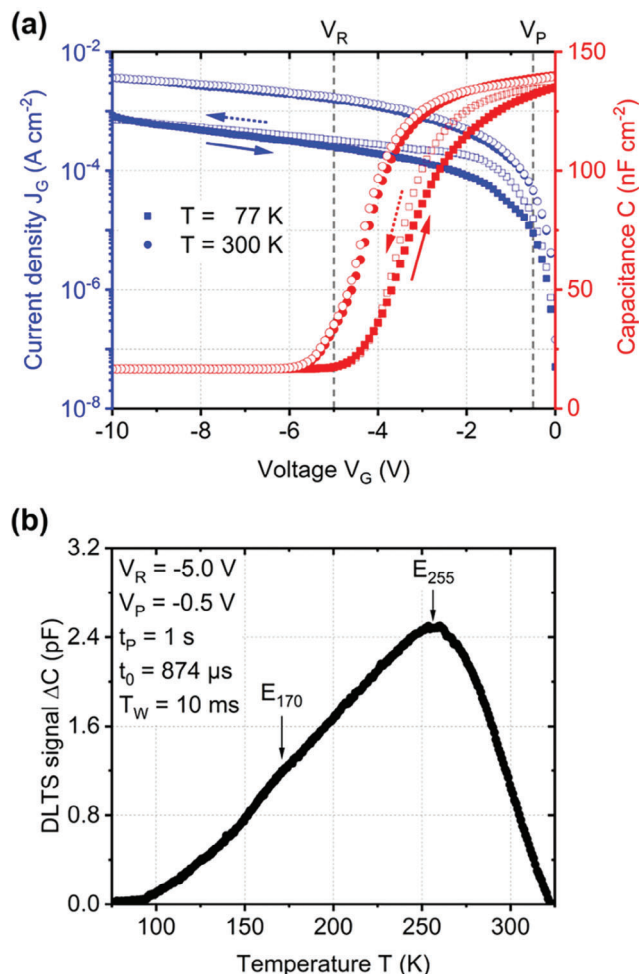 (a)
V_R
V_P
10^-2
10^-4
10^-6
10^-8
Current density J_G (A cm^-2)
T = 77 K
T = 300 K
150
100
50
0
Capacitance C (nF cm^-2)
-10
-8
-6
-4
-2
0
Voltage V_G (V)
(b)
3.2
2.4
1.6
0.8
0.0
DLTS signal ΔC (pF)
V_R = -5.0 V
V_P = -0.5 V
t_P = 1 s
t_0 = 874 µs
T_W = 10 ms
E_170
E_255
100
150
200
250
300
Temperature T (K)